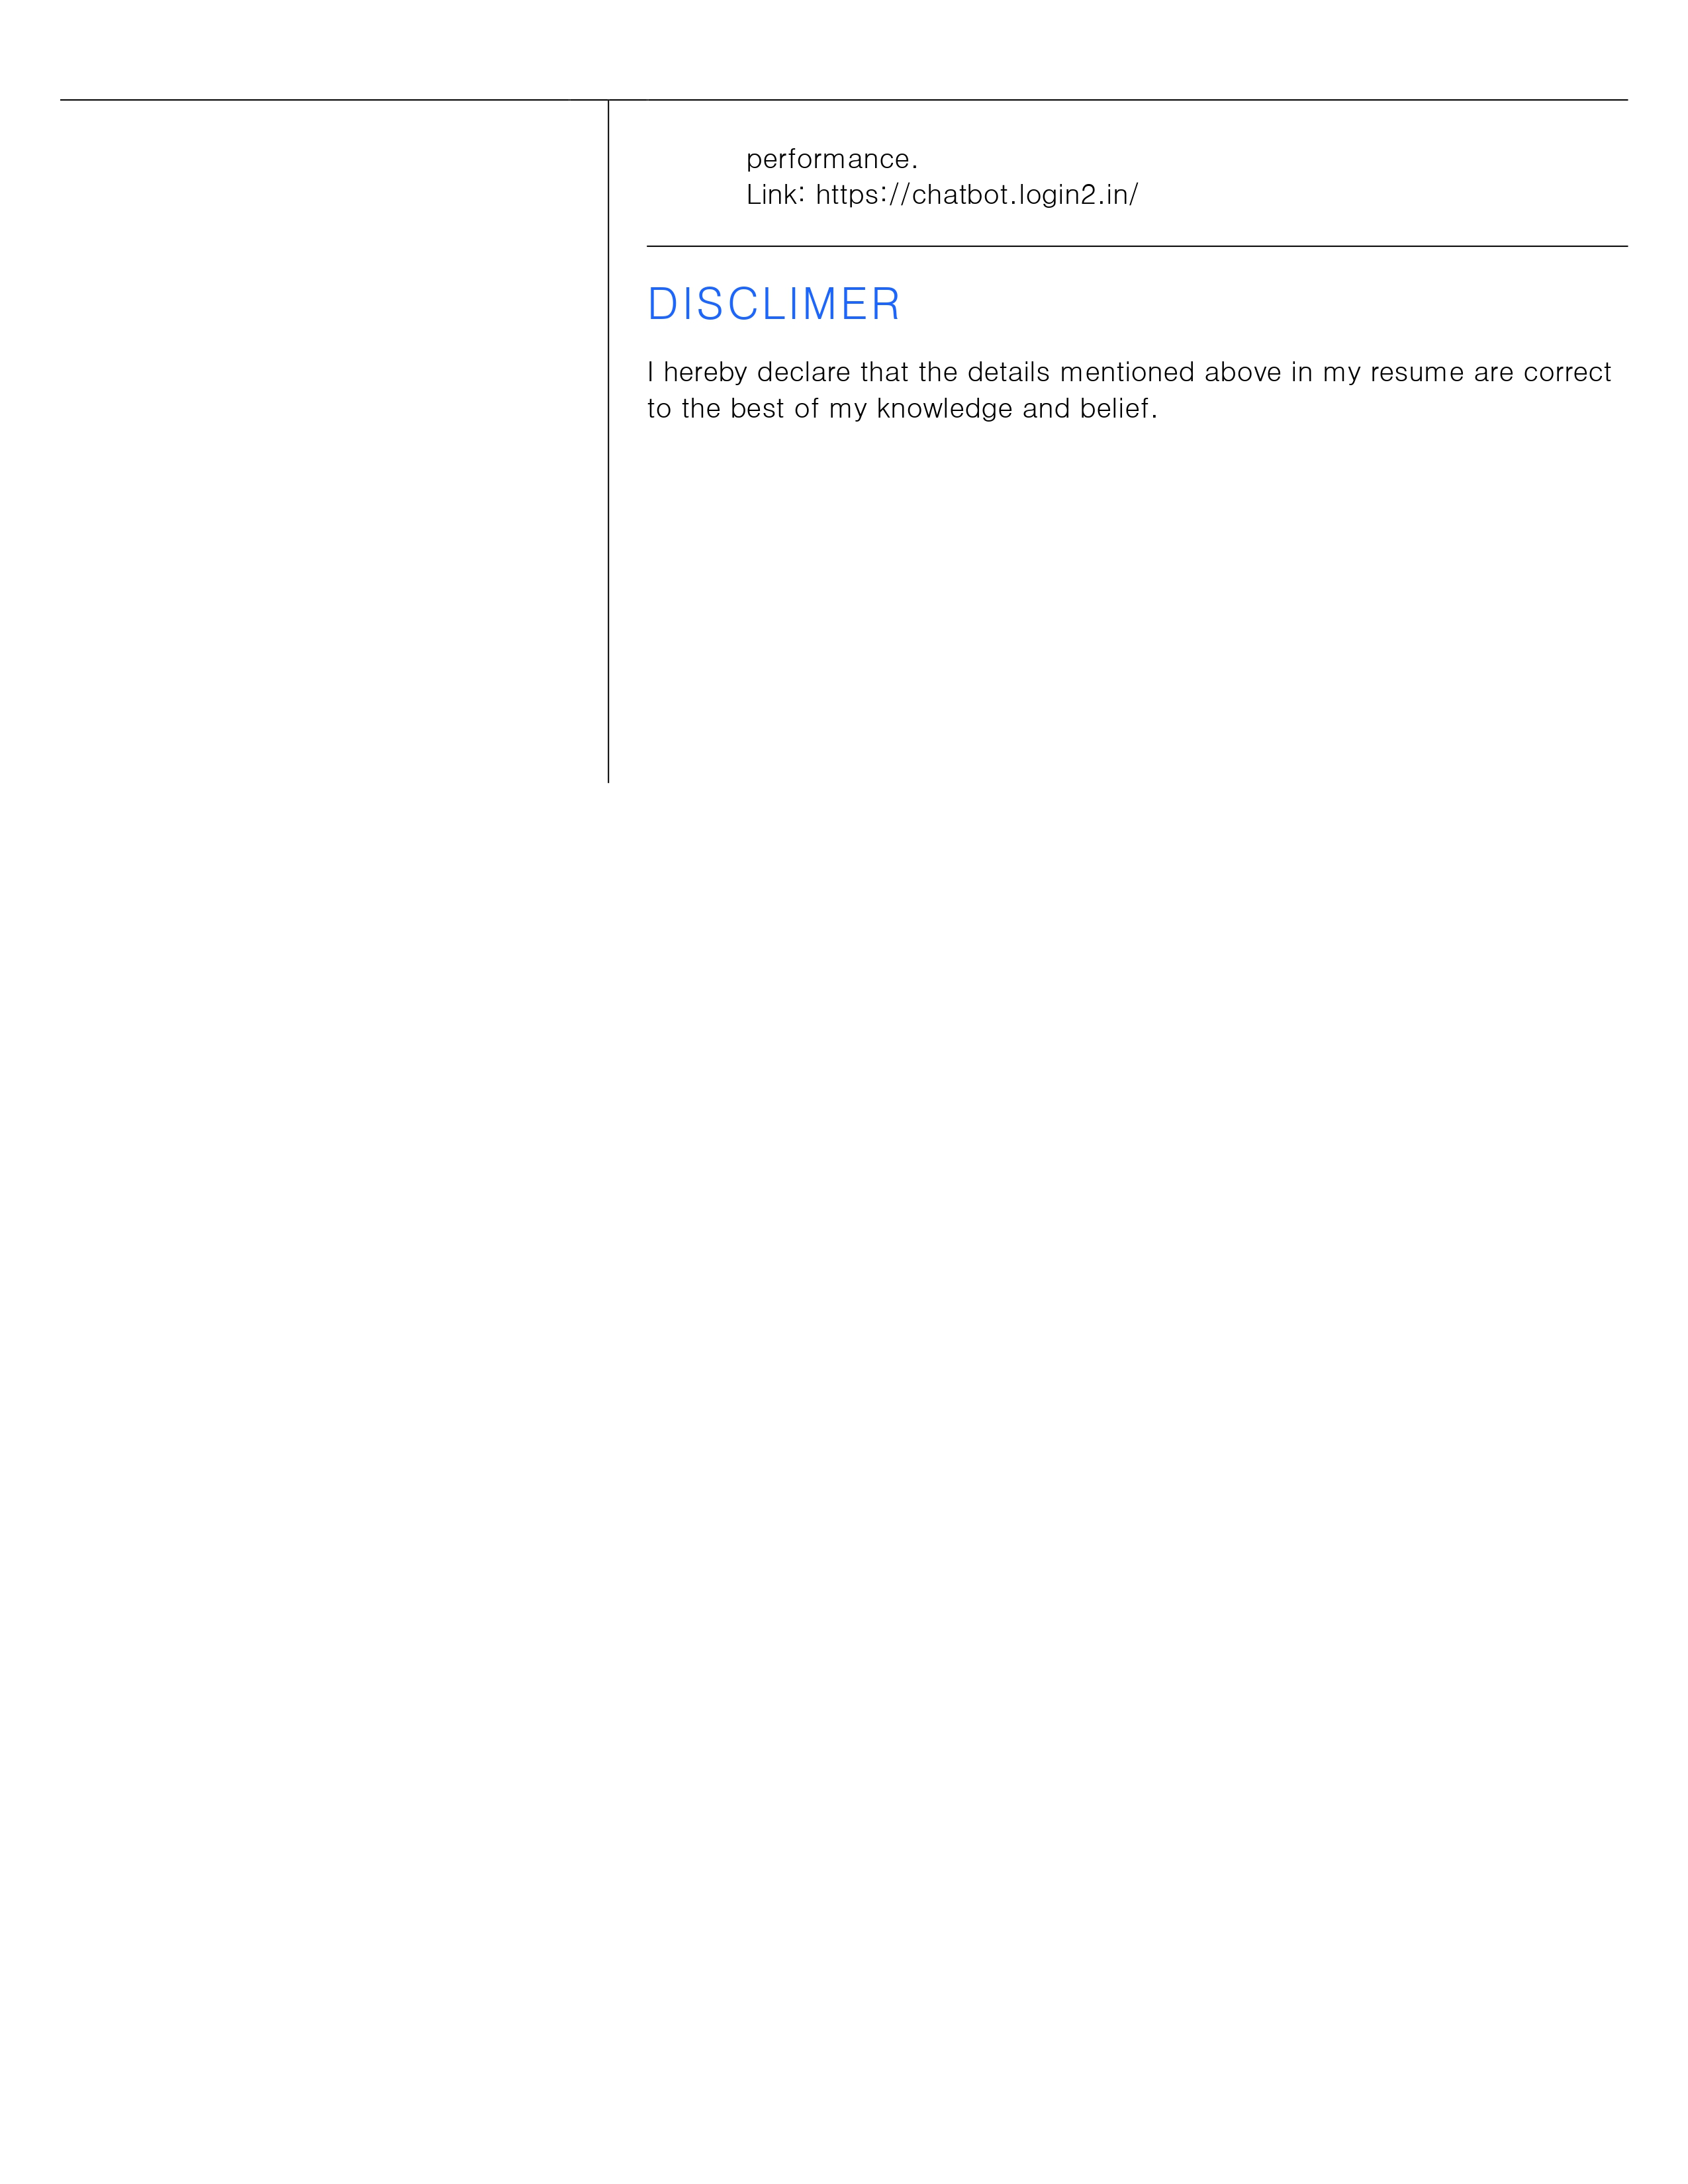 performance.
Link: https://chatbot.login2.in/
DISCLIMER
I hereby declare that the details mentioned above in my resume are correct
to the best of my knowledge and belief.